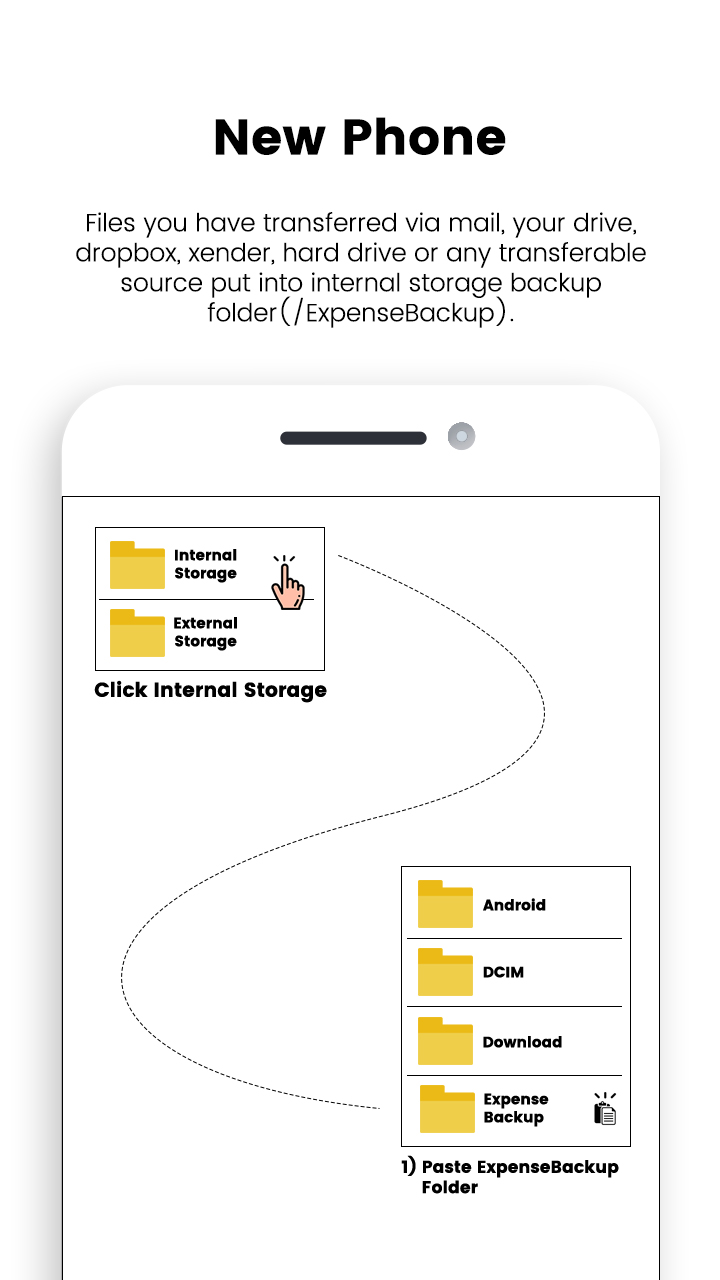 New Phone
Files you have transferred via mail, your drive,
dropbox, xender, hard drive or any transferable
source put into internal storage backup
folder(/ExpenseBackup).
Internal
Storage
External
Storage
Click Internal Storage
Android
DCIM
Download
Expense
Backup
1) Paste ExpenseBackup
Folder